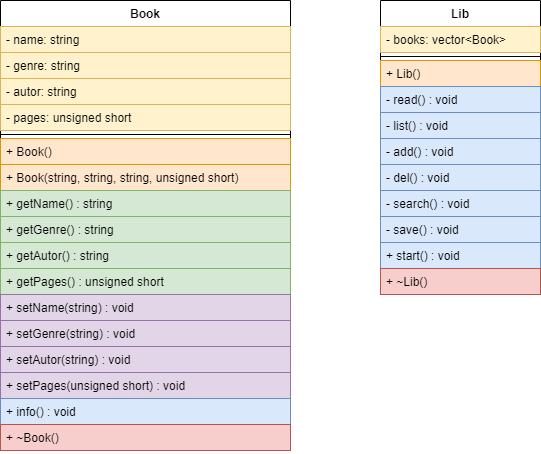 Book
- name: string
- genre: string
- autor: string
- pages: unsigned short
+ Book()
+ Book(string, string, string, unsigned short)
+ getName() : string
+ getGenre() : string
+ getAutor() : string
+ getPages() : unsigned short
+ setName(string) : void
+ setGenre(string) : void
+ setAutor(string) : void
+ setPages(unsigned short) : void
+ info() : void
+ ~Book()
Lib
- books: vector<Book>
+ Lib()
- read() : void
- list() : void
- add() : void
- del() : void
- search() : void
- save() : void
+ start() : void
+ ~Lib()